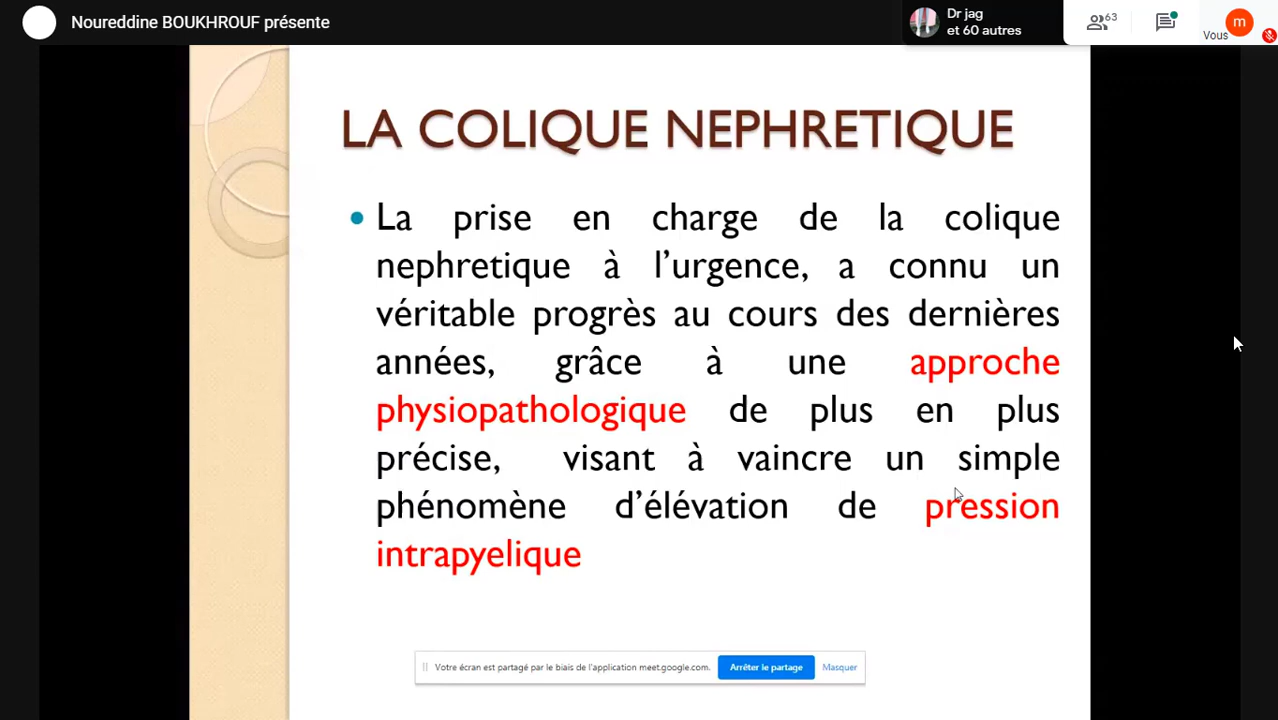 Noureddine BOUKHROUF présente
Dr jag
et 60 autres
63
m
Vous
LA COLIQUE NEPHRETIQUE
• La prise en charge de la colique
nephretique à l’urgence, a connu un
véritable progrès au cours des dernières
années, grâce à une approche
physiopathologique de plus en plus
précise, visant à vaincre un simple
phénomène d’élévation de pression
intrapyelique
Votre écran est partagé par le biais de l'application meet.google.com. Arrêter le partage Masquer